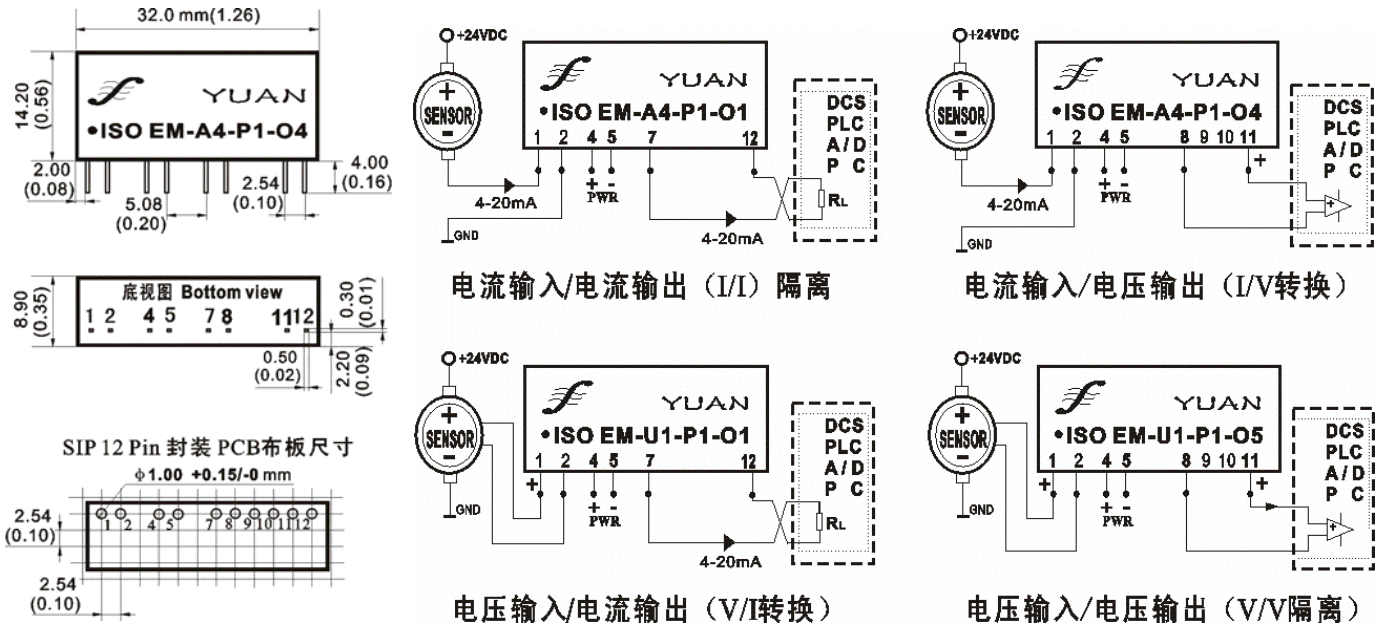 32.0 mm(1.26)
14.20
(0.56)
YUAN
•ISO EM-A4-P1-O4
2.00
(0.08)
5.08
(0.20)
2.54
(0.10)
4.00
(0.16)
8.90
(0.35)
底视图 Bottom view
1 2 4 5 7 8 11 12
0.30
(0.01)
0.50
(0.02)
2.20
(0.09)
SIP 12 Pin 封装 PCB布板尺寸
ϕ1.00 +0.15/-0 mm
1 2 4 5 7 8 9 10 11 12
2.54
(0.10)
2.54
(0.10)
+24VDC
+
SENSOR
-
YUAN
•ISO EM-A4-P1-O1
1 2 4 5 7 12
+ -
PWR
4-20mA
GND
4-20mA
DCS
PLC
A/D
P C
RL
电流输入/电流输出（I/I）隔离
+24VDC
+
SENSOR
-
YUAN
•ISO EM-A4-P1-O4
1 2 4 5 8 9 10 11
+
+ -
PWR
4-20mA
GND
DCS
PLC
A/D
P C
+
电流输入/电压输出（I/V转换）
+24VDC
+
SENSOR
-
YUAN
•ISO EM-U1-P1-O1
1 2 4 5 7 12
+
+ -
PWR
GND
4-20mA
DCS
PLC
A/D
P C
RL
电压输入/电流输出（V/I转换）
+24VDC
+
SENSOR
-
YUAN
•ISO EM-U1-P1-O5
1 2 4 5 8 9 10 11
+ +
+ -
PWR
GND
DCS
PLC
A/D
P C
+
电压输入/电压输出（V/V隔离）